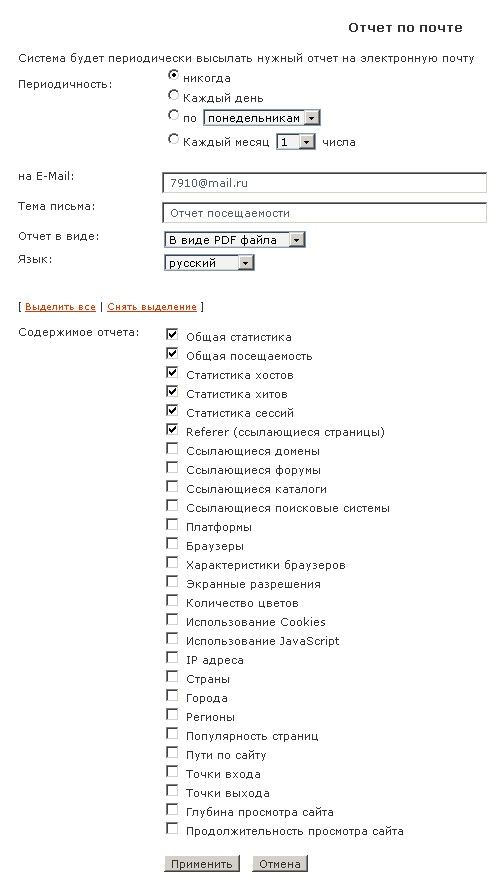 Отчет по почте
Система будет периодически высылать нужный отчет на электронную почту
Периодичность:
никогда
Каждый день
по понедельникам
Каждый месяц 1 числа
на E-Mail: 7910@mail.ru
Тема письма: Отчет посещаемости
Отчет в виде: В виде PDF файла
Язык: русский
[ Выделить все | Снять выделение ]
Содержимое отчета:
Общая статистика
Общая посещаемость
Статистика хостов
Статистика хитов
Статистика сессий
Referer (ссылающиеся страницы)
Ссылающиеся домены
Ссылающиеся форумы
Ссылающиеся каталоги
Ссылающиеся поисковые системы
Платформы
Браузеры
Характеристики браузеров
Экранные разрешения
Количество цветов
Использование Cookies
Использование JavaScript
IP адреса
Страны
Города
Регионы
Популярность страниц
Пути по сайту
Точки входа
Точки выхода
Глубина просмотра сайта
Продолжительность просмотра сайта
Применить Отмена